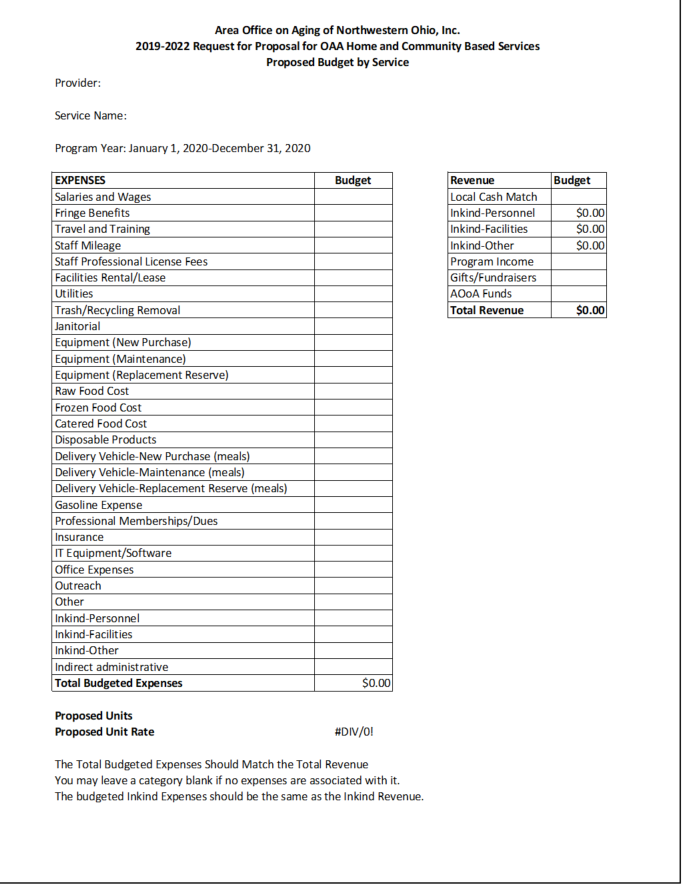 Area Office on Aging of Northwestern Ohio, Inc.
2019-2022 Request for Proposal for OAA Home and Community Based Services
Proposed Budget by Service
Provider:
Service Name:
Program Year: January 1, 2020-December 31, 2020
EXPENSES Budget
Salaries and Wages
Fringe Benefits
Travel and Training
Staff Mileage
Staff Professional License Fees
Facilities Rental/Lease
Utilities
Trash/Recycling Removal
Janitorial
Equipment (New Purchase)
Equipment (Maintenance)
Equipment (Replacement Reserve)
Raw Food Cost
Frozen Food Cost
Catered Food Cost
Disposable Products
Delivery Vehicle-New Purchase (meals)
Delivery Vehicle-Maintenance (meals)
Delivery Vehicle-Replacement Reserve (meals)
Gasoline Expense
Professional Memberships/Dues
Insurance
IT Equipment/Software
Office Expenses
Outreach
Other
Inkind-Personnel
Inkind-Facilities
Inkind-Other
Indirect administrative
Total Budgeted Expenses $0.00
Revenue Budget
Local Cash Match
Inkind-Personnel $0.00
Inkind-Facilities $0.00
Inkind-Other $0.00
Program Income
Gifts/Fundraisers
AOoA Funds
Total Revenue $0.00
Proposed Units
Proposed Unit Rate #DIV/0!
The Total Budgeted Expenses Should Match the Total Revenue
You may leave a category blank if no expenses are associated with it.
The budgeted Inkind Expenses should be the same as the Inkind Revenue.